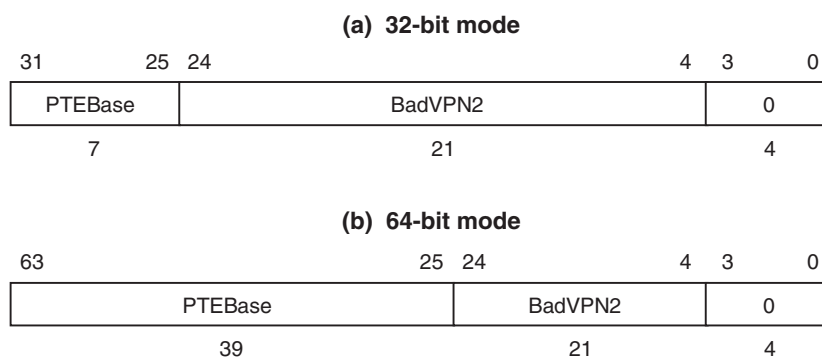 (a) 32-bit mode
31 25 24 4 3 0
PTEBase BadVPN2 0
7 21 4
(b) 64-bit mode
63 25 24 4 3 0
PTEBase BadVPN2 0
39 21 4